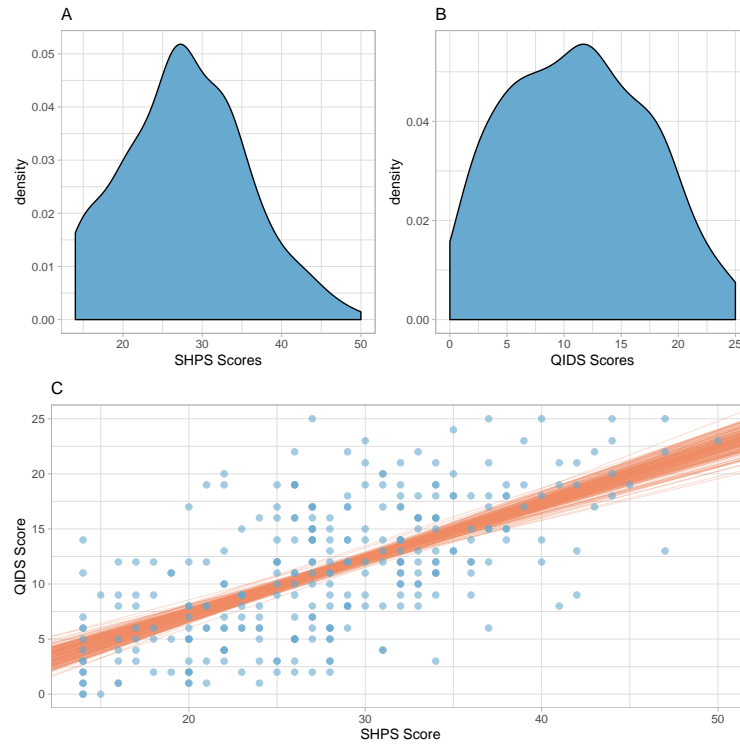 A
density
0.05
0.04
0.03
0.02
0.01
0.00
20 30 40 50
SHPS Scores
B
density
0.04
0.02
0.00
0 5 10 15 20 25
QIDS Scores
C
QIDS Score
25
20
15
10
5
0
20 30 40 50
SHPS Score